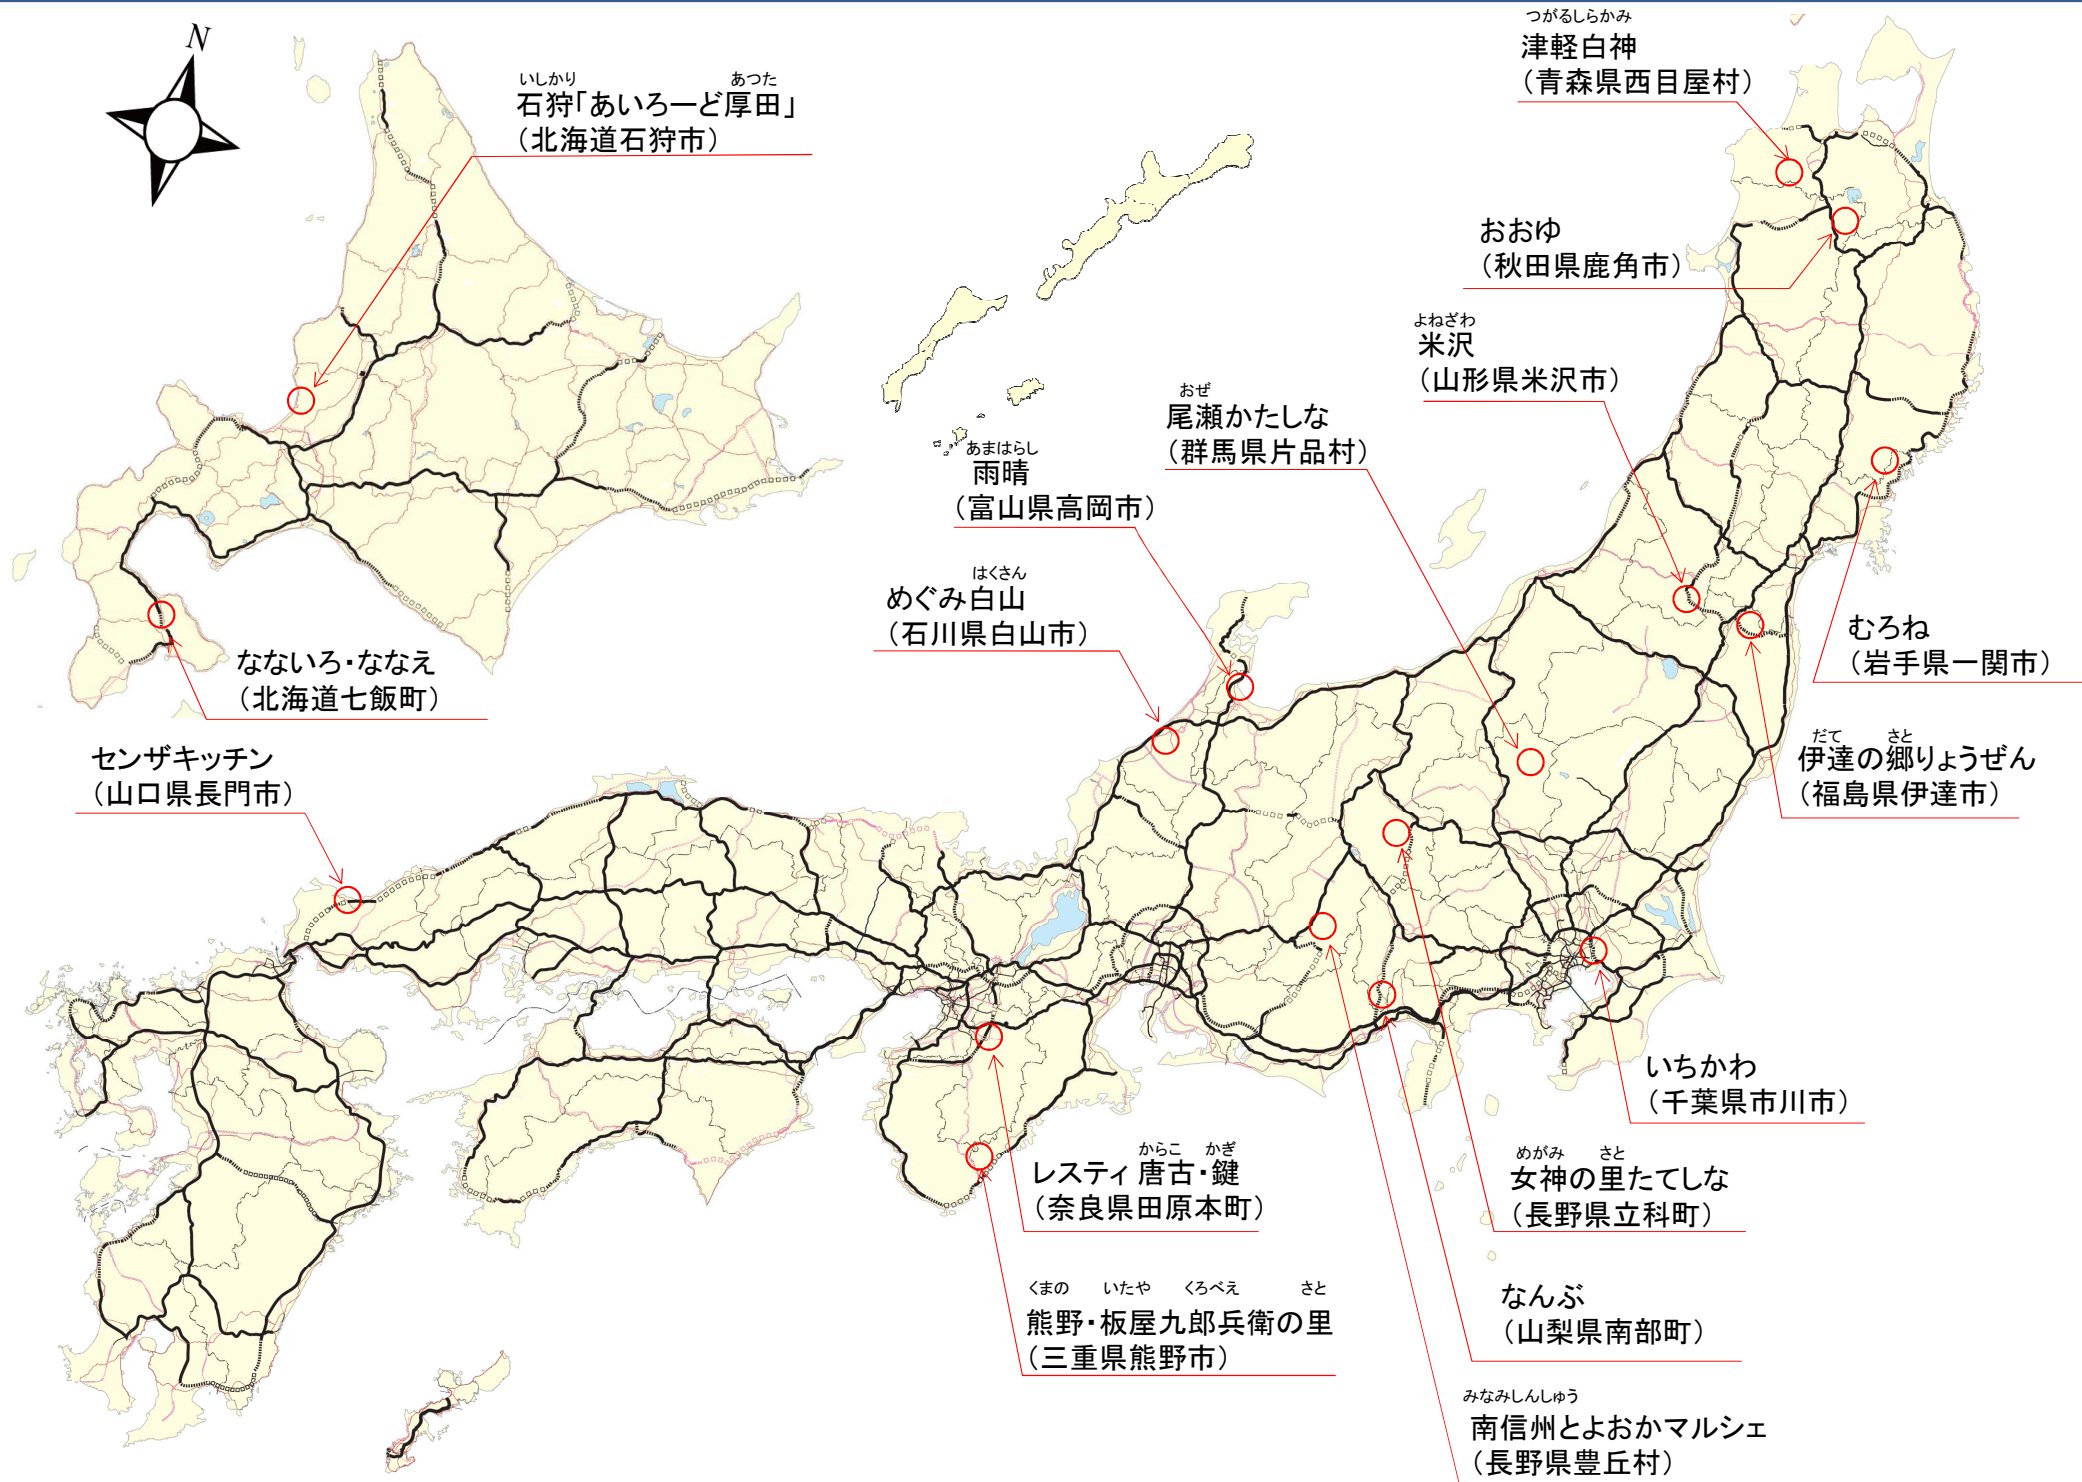 N
いしかり あつた
石狩「あいろーど厚田」
（北海道石狩市）
なないろ・ななえ
（北海道七飯町）
つがるしらかみ
津軽白神
（青森県西目屋村）
おおゆ
（秋田県鹿角市）
よねざわ
米沢
（山形県米沢市）
おぜ
尾瀬かたしな
（群馬県片品村）
あまはらし
雨晴
（富山県高岡市）
はくさん
めぐみ白山
（石川県白山市）
むろね
（岩手県一関市）
だて さと
伊達の郷りょうぜん
（福島県伊達市）
センザキッチン
（山口県長門市）
いちかわ
（千葉県市川市）
からこ かぎ
レスティ 唐古・鍵
（奈良県田原本町）
めがみ さと
女神の里たてしな
（長野県立科町）
くまの いたや くろべえ さと
熊野・板屋九郎兵衛の里
（三重県熊野市）
なんぶ
（山梨県南部町）
みなみしんしゅう
南信州とよおかマルシェ
（長野県豊丘村）